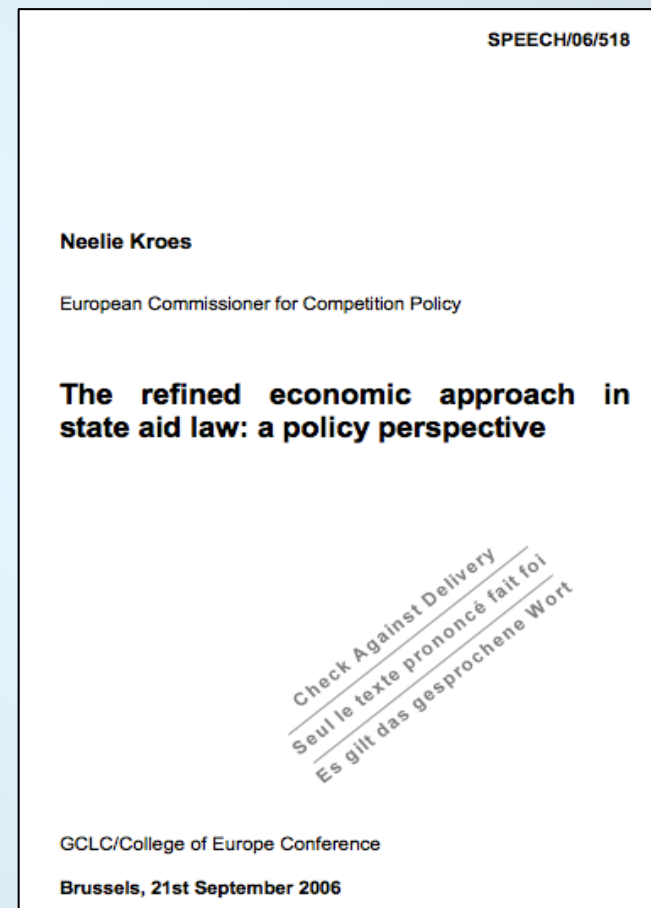 SPEECH/06/518
Neelie Kroes
European Commissioner for Competition Policy
The refined economic approach in
state aid law: a policy perspective
Check Against Delivery
Seul le texte prononcé fait foi
Es gilt das gesprochene Wort
GCLC/College of Europe Conference
Brussels, 21st September 2006